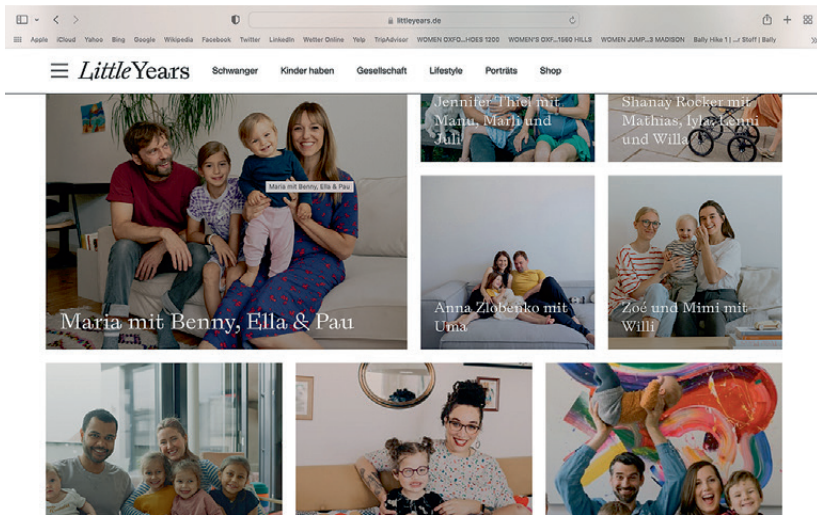 littleyears.de
Apple iCloud Yahoo Bing Google Wikipedia Facebook Twitter LinkedIn Wetter Online Yelp TripAdvisor WOMEN OXFO...HOES 1200 WOMEN'S OXF...1560 HILLS WOMEN JUMP...3 MADISON Bally Hike 1 | ...r Stoff | Bally
LittleYears Schwanger Kinder haben Gesellschaft Lifestyle Porträts Shop
Jennifer Thiel mit
Manu, Marli und
Juli
Shanay Rocker mit
Mathias, Iyla, Lenni
und Willa
Maria mit Benny, Ella & Pau
Maria mit Benny, Ella & Pau
Anna Zlobenko mit
Uma
Zoé und Mimi mit
Willi